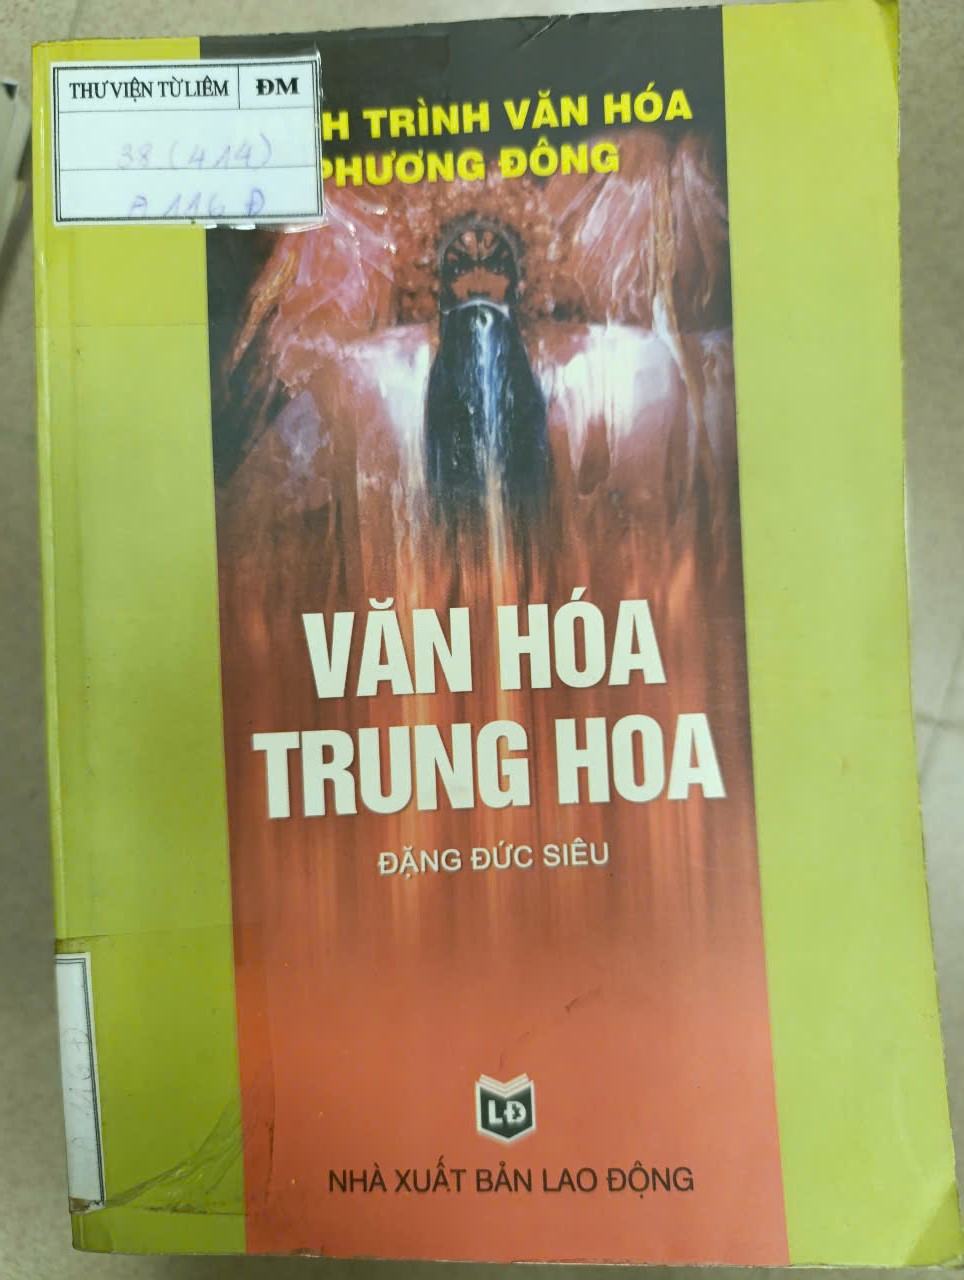 THƯ VIỆN TỪ LIÊM ĐM
38 (414)
A 116 Đ
H TRÌNH VĂN HÓA
PHƯƠNG ĐÔNG
VĂN HÓA
TRUNG HOA
ĐẶNG ĐỨC SIÊU
LĐ
NHÀ XUẤT BẢN LAO ĐỘNG